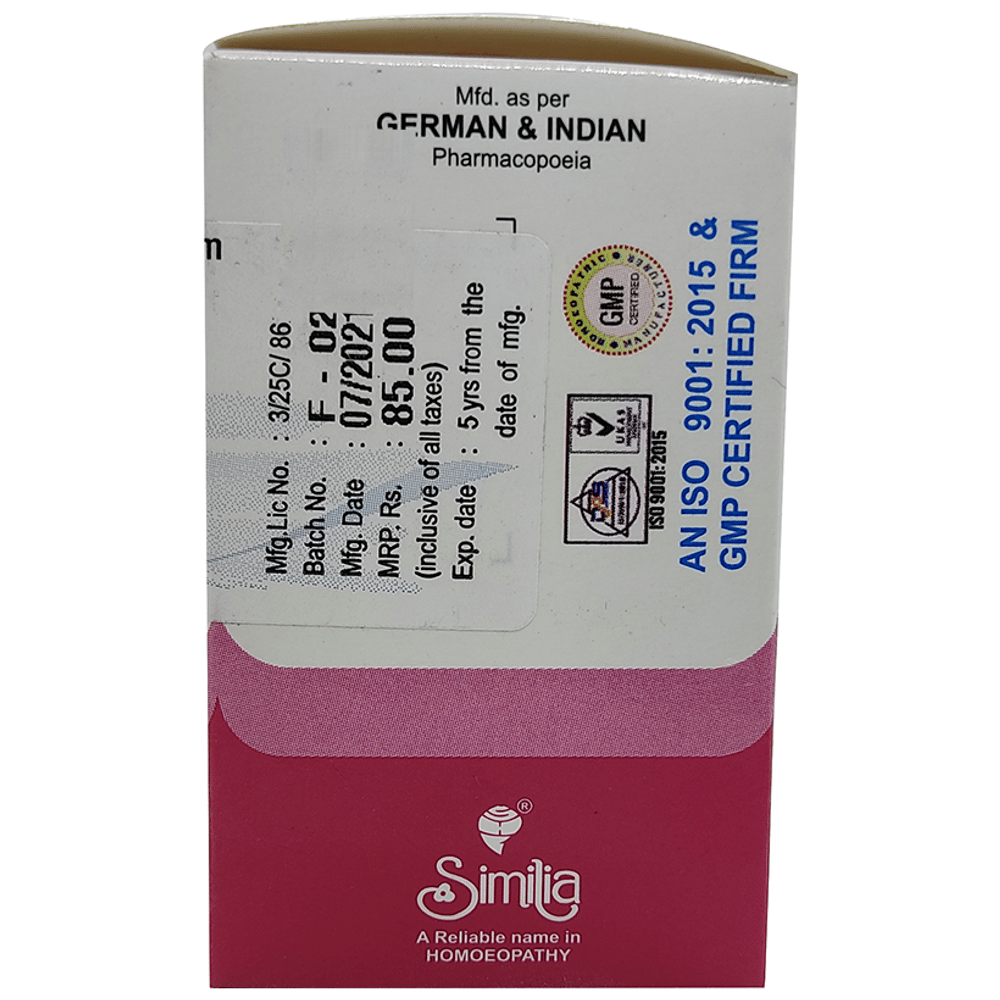 Mfd. as per
GERMAN & INDIAN
Pharmacopoeia
m
Mfg.Lic No. : 3/25C/ 86
Batch No. : F - 02
Mfg. Date : 07/2021
MRP. Rs. : 85.00
(inclusive of all taxes)
Exp. date : 5 yrs from the
date of mfg.
HOMOEOPATHIC
GMP
CERTIFIED
MANUFACTURER
UKAS
ISO 9001: 2015
AN ISO 9001: 2015 &
GMP CERTIFIED FIRM
®
Similia
A Reliable name in
HOMOEOPATHY